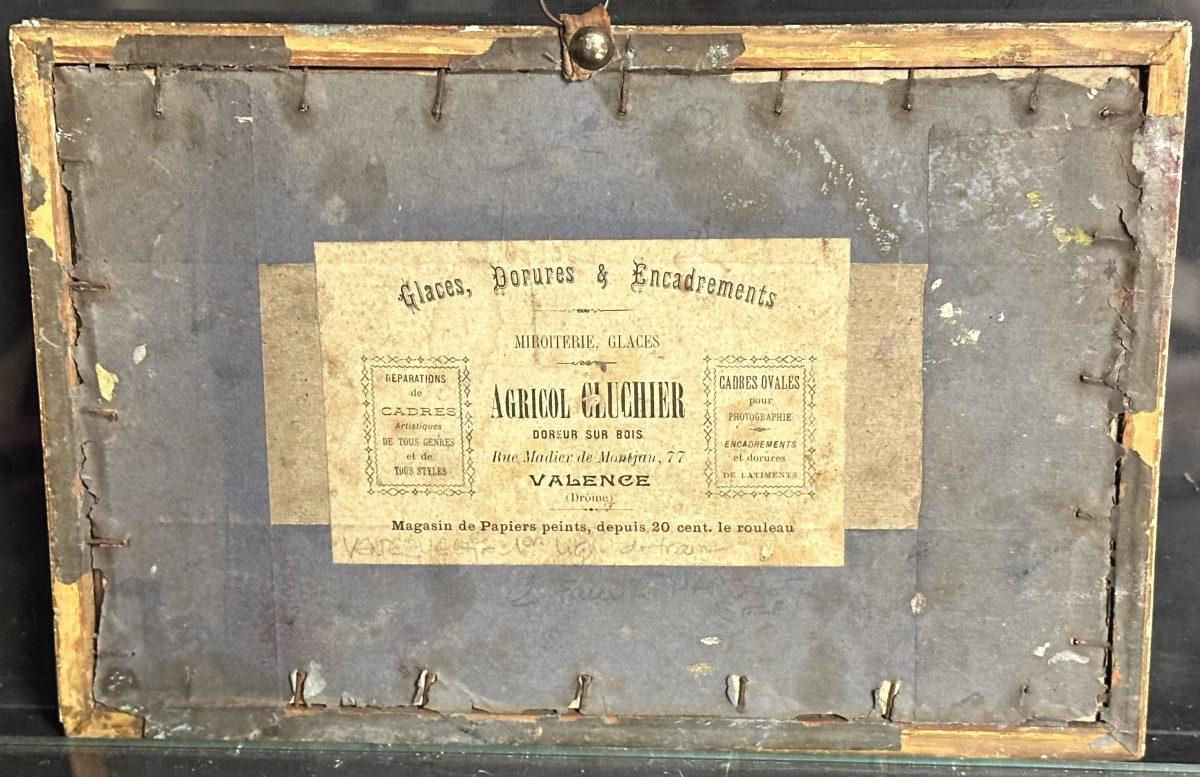 Glaces, Dorures & Encadrements
MIROITERIE, GLACES
REPARATIONS
de
CADRES
Artistiques
DE TOUS GENRES
et de
TOUS STYLES
AGRICOL CLUCHIER
DOREUR SUR BOIS
Rue Madier de Montjau, 77
VALENCE
(Drôme)
CADRES OVALES
pour
PHOTOGRAPHIE
ENCADREMENTS
et dorures
DE BATIMENTS
Magasin de Papiers peints, depuis 20 cent. le rouleau